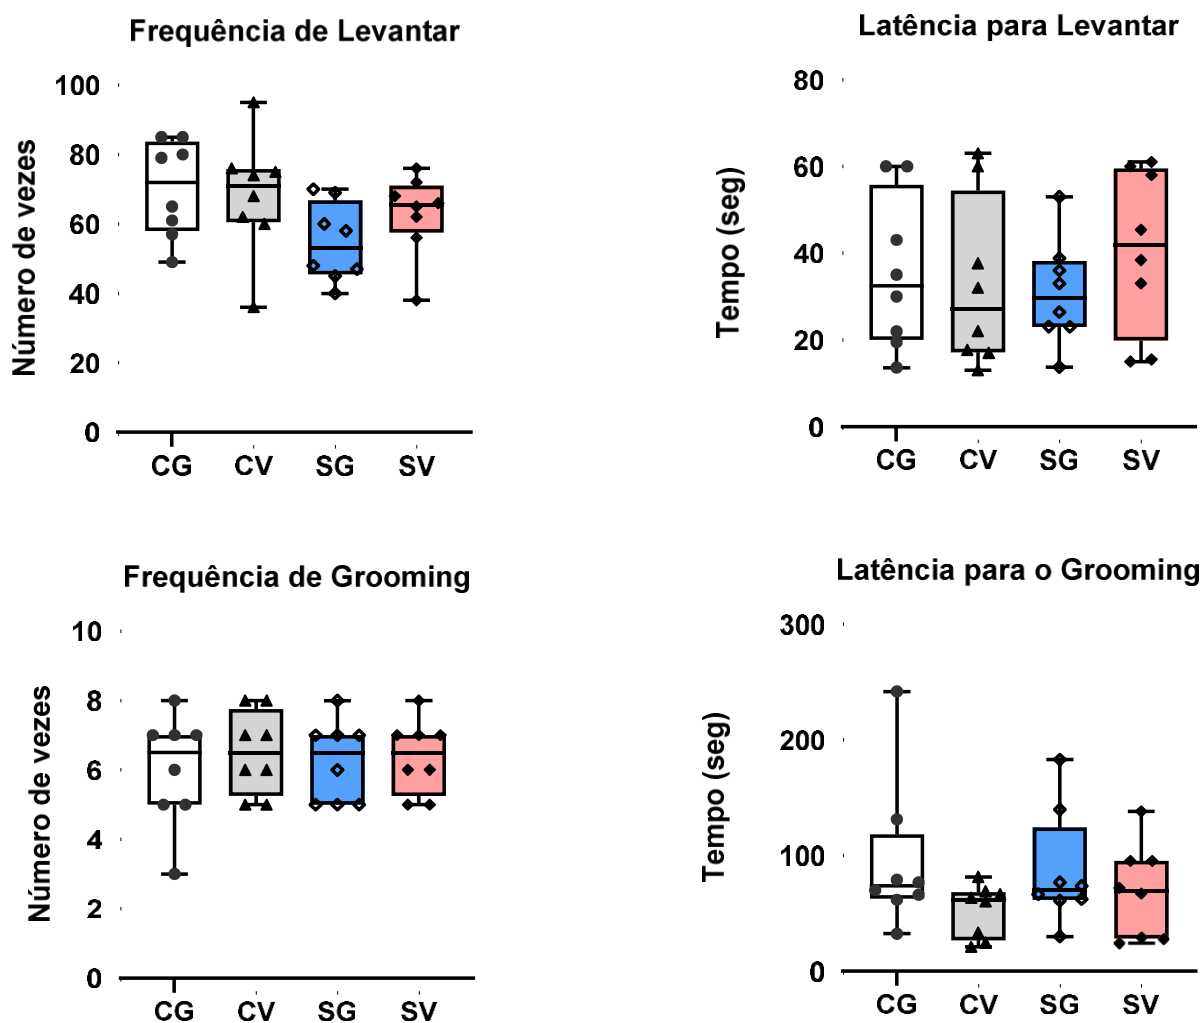 Frequência de Levantar
Número de vezes
100
80
60
40
20
0
CG CV SG SV
Latência para Levantar
Tempo (seg)
80
60
40
20
0
CG CV SG SV
Frequência de Grooming
Número de vezes
10
8
6
4
2
0
CG CV SG SV
Latência para o Grooming
Tempo (seg)
300
200
100
0
CG CV SG SV